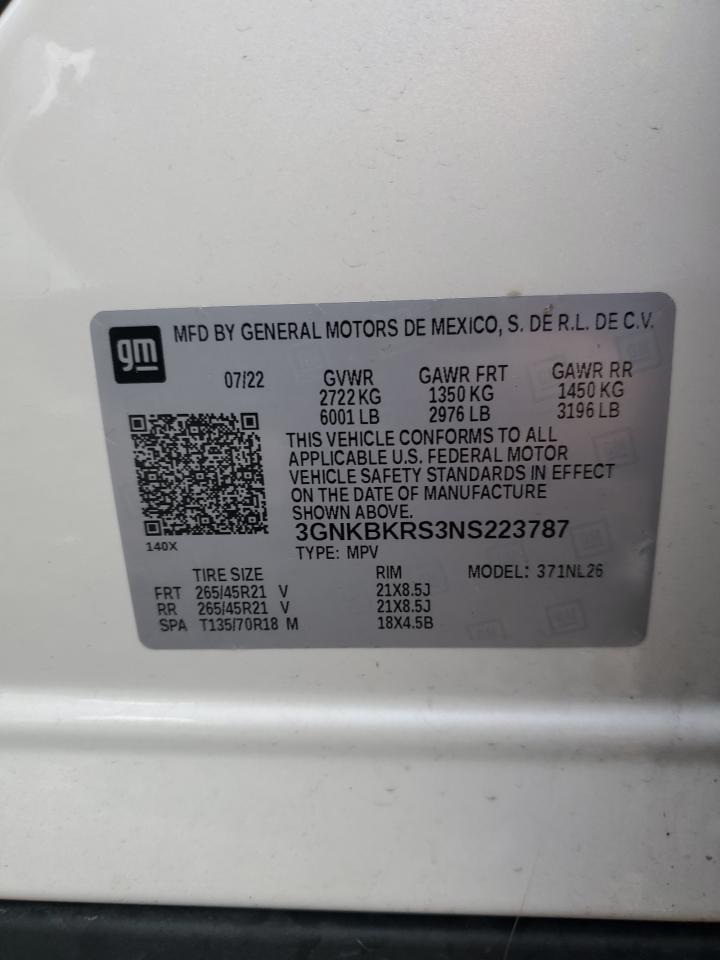 gm
MFD BY GENERAL MOTORS DE MEXICO, S. DE R.L. DE C.V.
07/22 GVWR GAWR FRT GAWR RR
2722 KG 1350 KG 1450 KG
6001 LB 2976 LB 3196 LB
THIS VEHICLE CONFORMS TO ALL
APPLICABLE U.S. FEDERAL MOTOR
VEHICLE SAFETY STANDARDS IN EFFECT
ON THE DATE OF MANUFACTURE
SHOWN ABOVE.
3GNKBKRS3NS223787
140X
TYPE: MPV
TIRE SIZE RIM MODEL: 371NL26
FRT 265/45R21 V 21X8.5J
RR 265/45R21 V 21X8.5J
SPA T135/70R18 M 18X4.5B